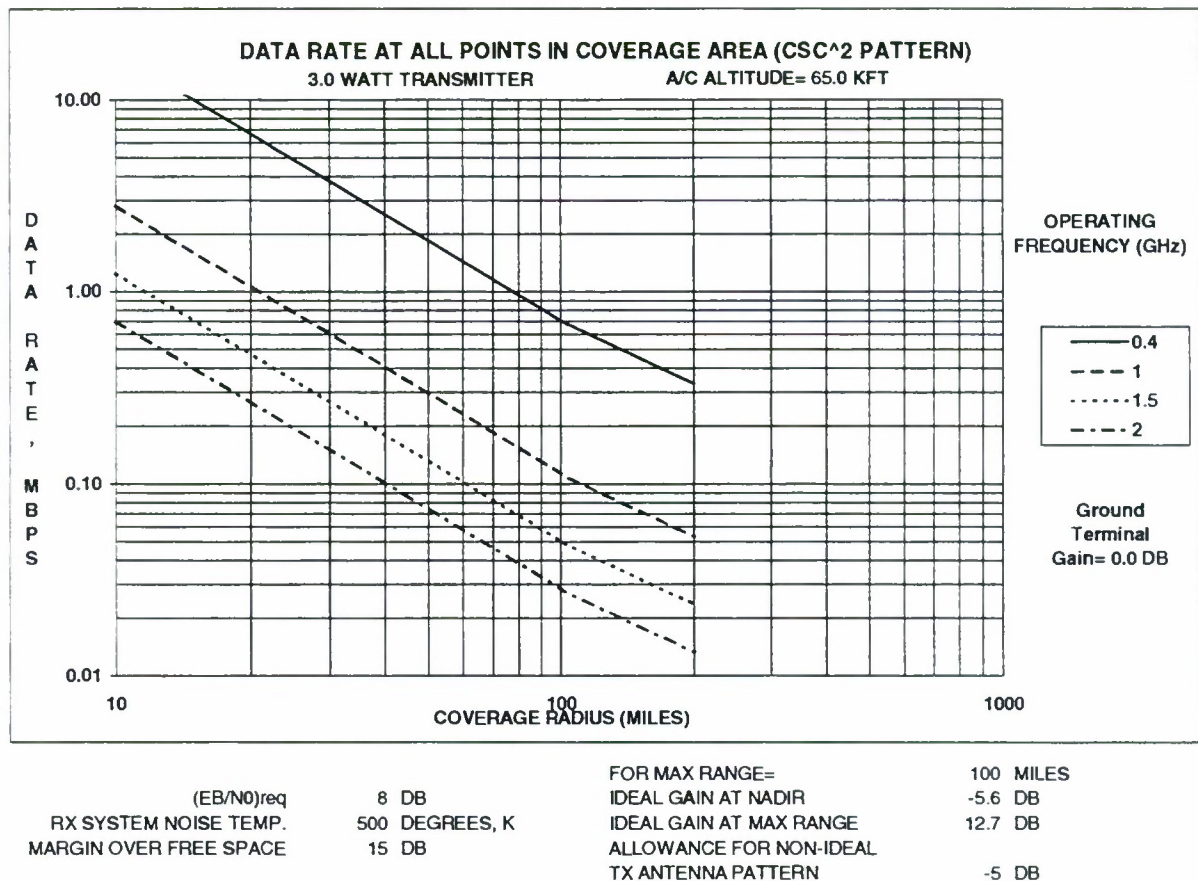 DATA RATE AT ALL POINTS IN COVERAGE AREA (CSC^2 PATTERN)
3.0 WATT TRANSMITTER A/C ALTITUDE= 65.0 KFT
10.00
1.00
0.10
0.01
DATA RATE, MBPS
10 100 1000
COVERAGE RADIUS (MILES)
OPERATING
FREQUENCY (GHz)
0.4
1
1.5
2
Ground
Terminal
Gain= 0.0 DB
(EB/N0)req 8 DB
RX SYSTEM NOISE TEMP. 500 DEGREES, K
MARGIN OVER FREE SPACE 15 DB
FOR MAX RANGE= 100 MILES
IDEAL GAIN AT NADIR -5.6 DB
IDEAL GAIN AT MAX RANGE 12.7 DB
ALLOWANCE FOR NON-IDEAL
TX ANTENNA PATTERN -5 DB